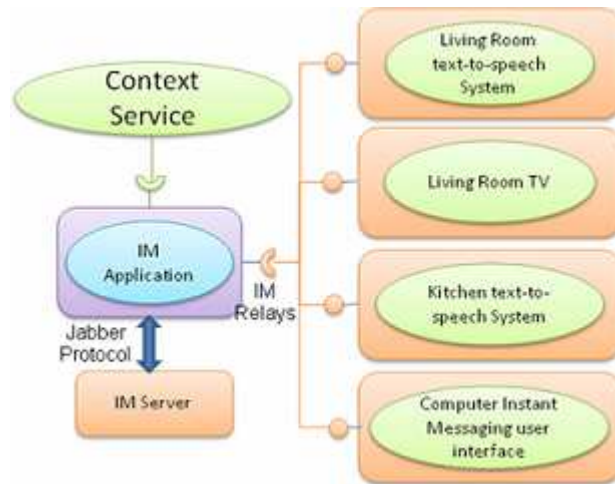 Context
Service
IM
Application
Jabber
Protocol
IM Server
IM
Relays
Living Room
text-to-speech
System
Living Room TV
Kitchen text-to-
speech System
Computer Instant
Messaging user
interface